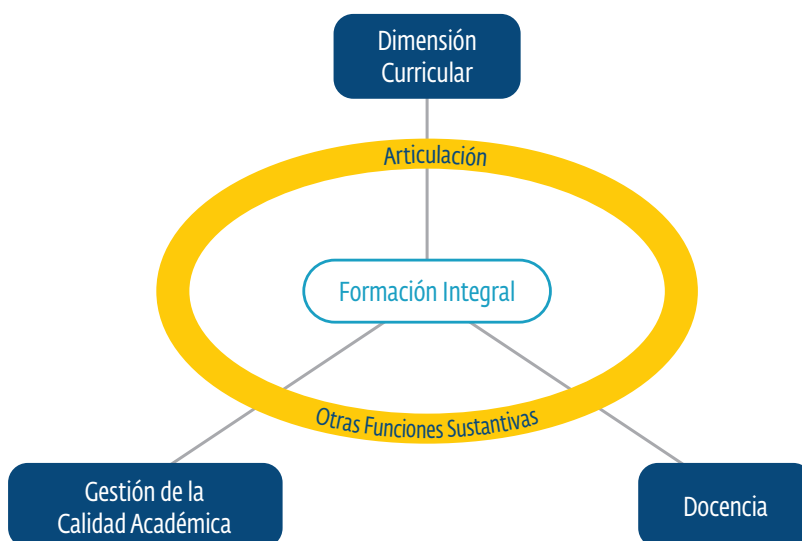 Dimensión
Curricular
Articulación
Formación Integral
Otras Funciones Sustantivas
Gestión de la
Calidad Académica
Docencia